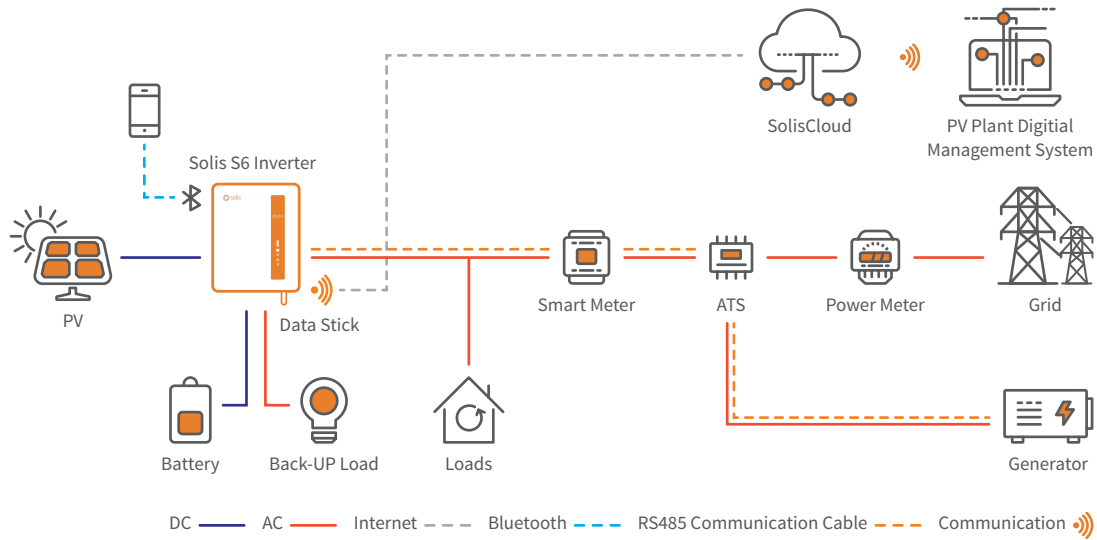 SolisCloud
PV Plant Digitial
Management System
Solis S6 Inverter
solis
PV
Data Stick
Smart Meter
ATS
Power Meter
Grid
Battery
Back-UP Load
Loads
Generator
DC
AC
Internet
Bluetooth
RS485 Communication Cable
Communication